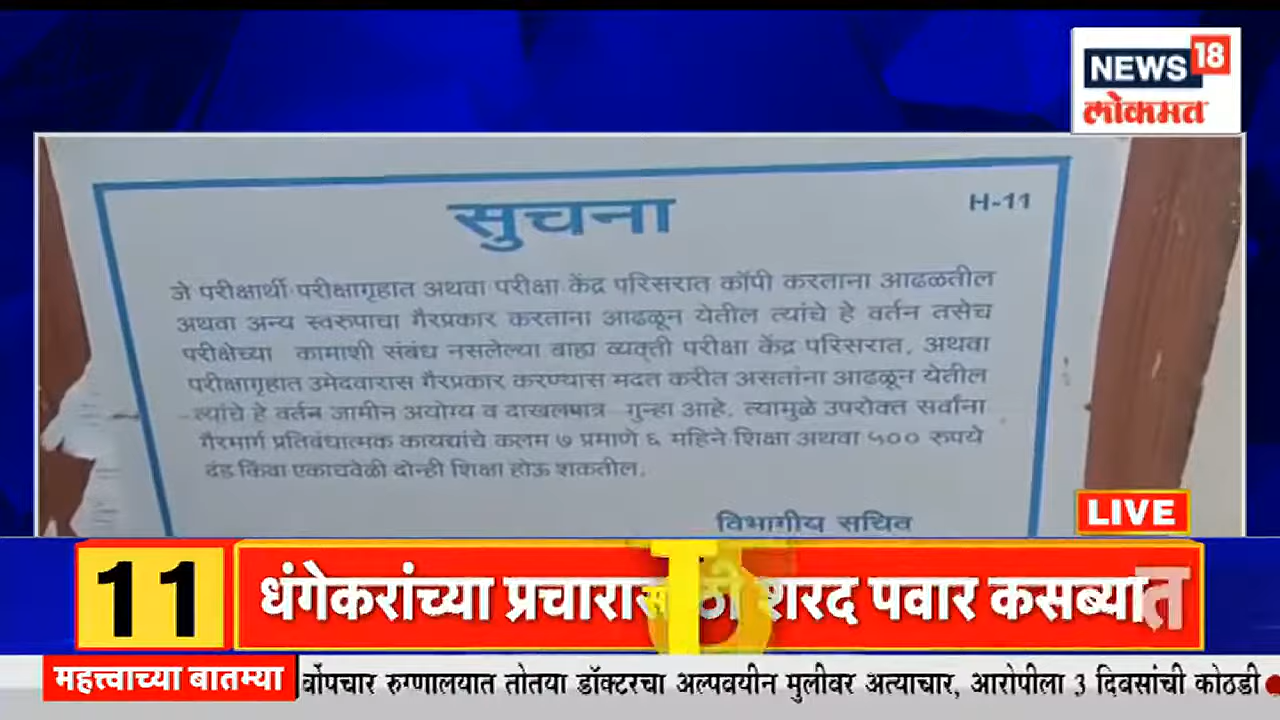 NEWS 18
लोकमत
सुचना
H-11
जे परीक्षार्थी परीक्षागृहात अथवा परीक्षा केंद्र परिसरात कॉपी करताना आढळतील
अथवा अन्य स्वरुपाचा गैरप्रकार करताना आढळून येतील त्यांचे हे वर्तन तसेच
परीक्षेच्या कामाशी संबंध नसलेल्या बाह्य व्यक्ती परीक्षा केंद्र परिसरात, अथवा
परीक्षागृहात उमेदवारास गैरप्रकार करण्यास मदत करीत असतांना आढळून येतील
त्यांचे हे वर्तन जामीन अयोग्य व दाखलपात्र गुन्हा आहे. त्यामुळे उपरोक्त सर्वांना
गैरमार्ग प्रतिबंधात्मक कायद्यांचे कलम ७ प्रमाणे ६ महिने शिक्षा अथवा ५०० रुपये
दंड किंवा एकाचवेळी दोन्ही शिक्षा होऊ शकतील.
विभागीय सचिव
LIVE
11 धंगेकरांच्या प्रचारासाठी शरद पवार कसब्यात
महत्त्वाच्या बातम्या र्वोपचार रुग्णालयात तोतया डॉक्टरचा अल्पवयीन मुलीवर अत्याचार, आरोपीला 3 दिवसांची कोठडी